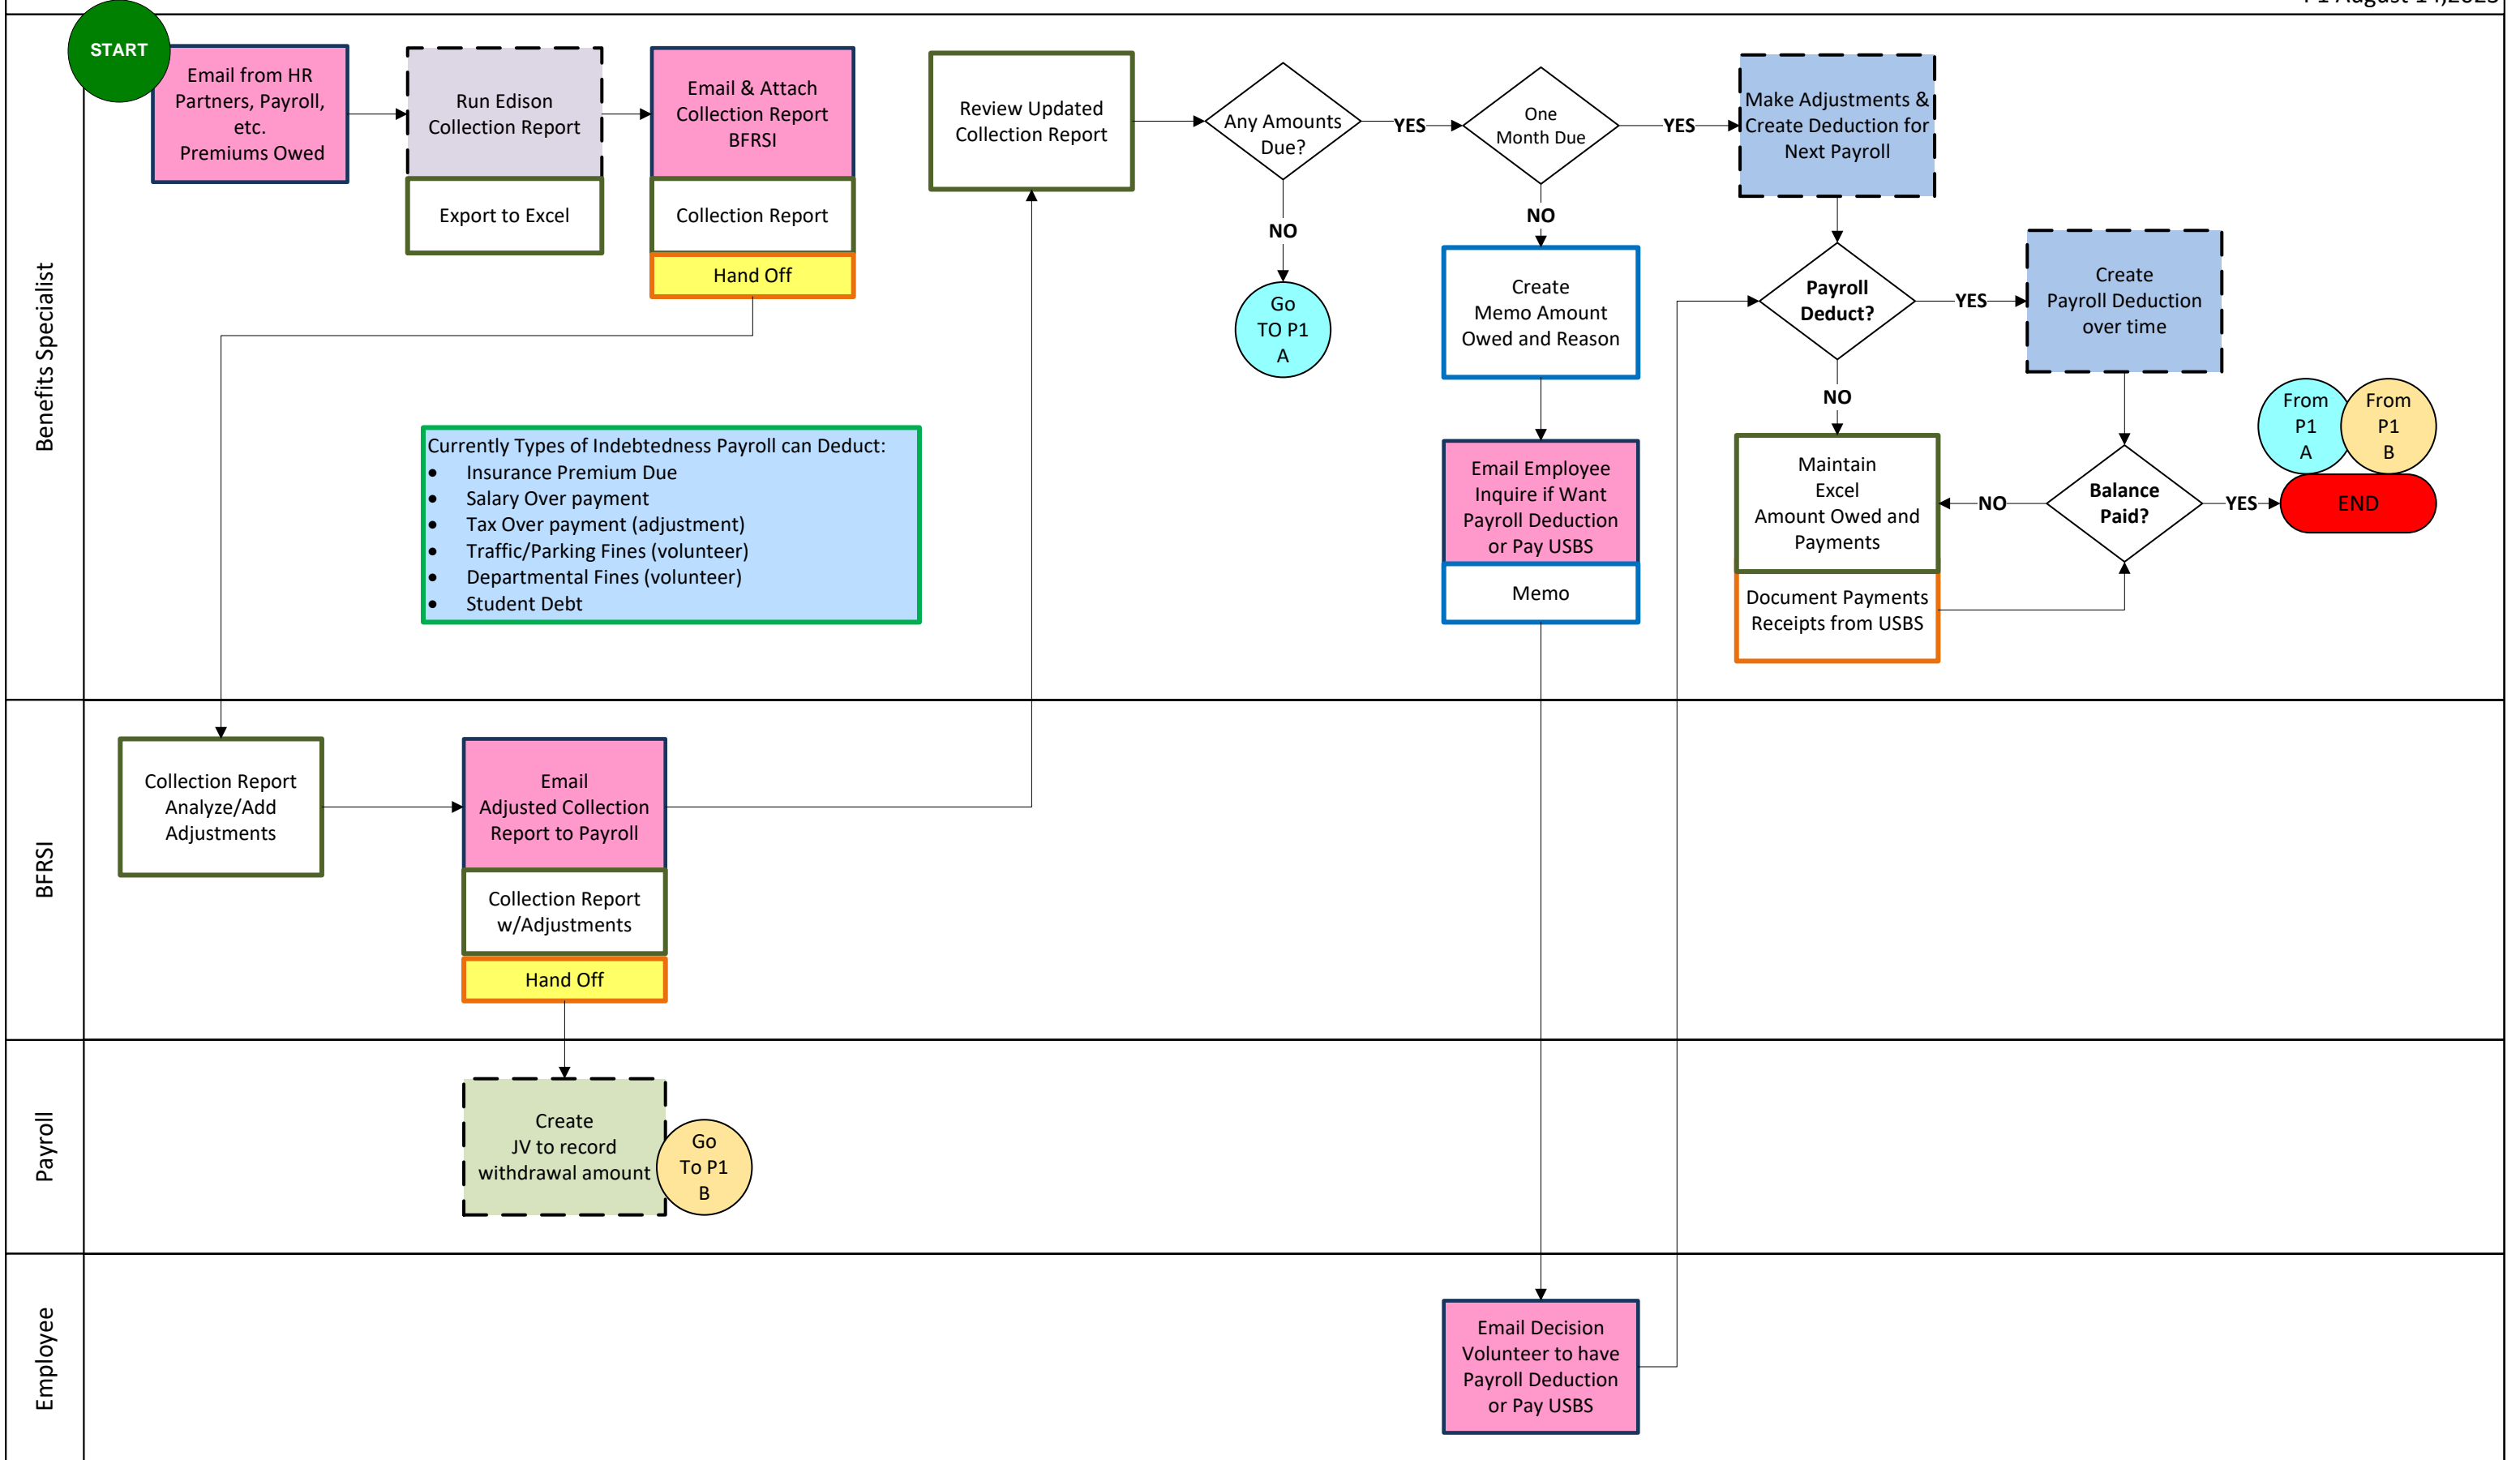 P1 August 14,2023
START
Email from HR
Partners, Payroll,
etc.
Premiums Owed
Run Edison
Collection Report
Export to Excel
Email & Attach
Collection Report
BFRSI
Collection Report
Hand Off
Review Updated
Collection Report
Any Amounts
Due?
YES
NO
Go
TO P1
A
One
Month Due
YES
NO
Make Adjustments &
Create Deduction for
Next Payroll
Create
Memo Amount
Owed and Reason
Email Employee
Inquire if Want
Payroll Deduction
or Pay USBS
Memo
Payroll
Deduct?
YES
NO
Create
Payroll Deduction
over time
Maintain
Excel
Amount Owed and
Payments
Document Payments
Receipts from USBS
NO
Balance
Paid?
YES
From
P1
A
From
P1
B
END
Benefits Specialist
Currently Types of Indebtedness Payroll can Deduct:
• Insurance Premium Due
• Salary Over payment
• Tax Over payment (adjustment)
• Traffic/Parking Fines (volunteer)
• Departmental Fines (volunteer)
• Student Debt
BFRSI
Collection Report
Analyze/Add
Adjustments
Email
Adjusted Collection
Report to Payroll
Collection Report
w/Adjustments
Hand Off
Payroll
Create
JV to record
withdrawal amount
Go
To P1
B
Employee
Email Decision
Volunteer to have
Payroll Deduction
or Pay USBS